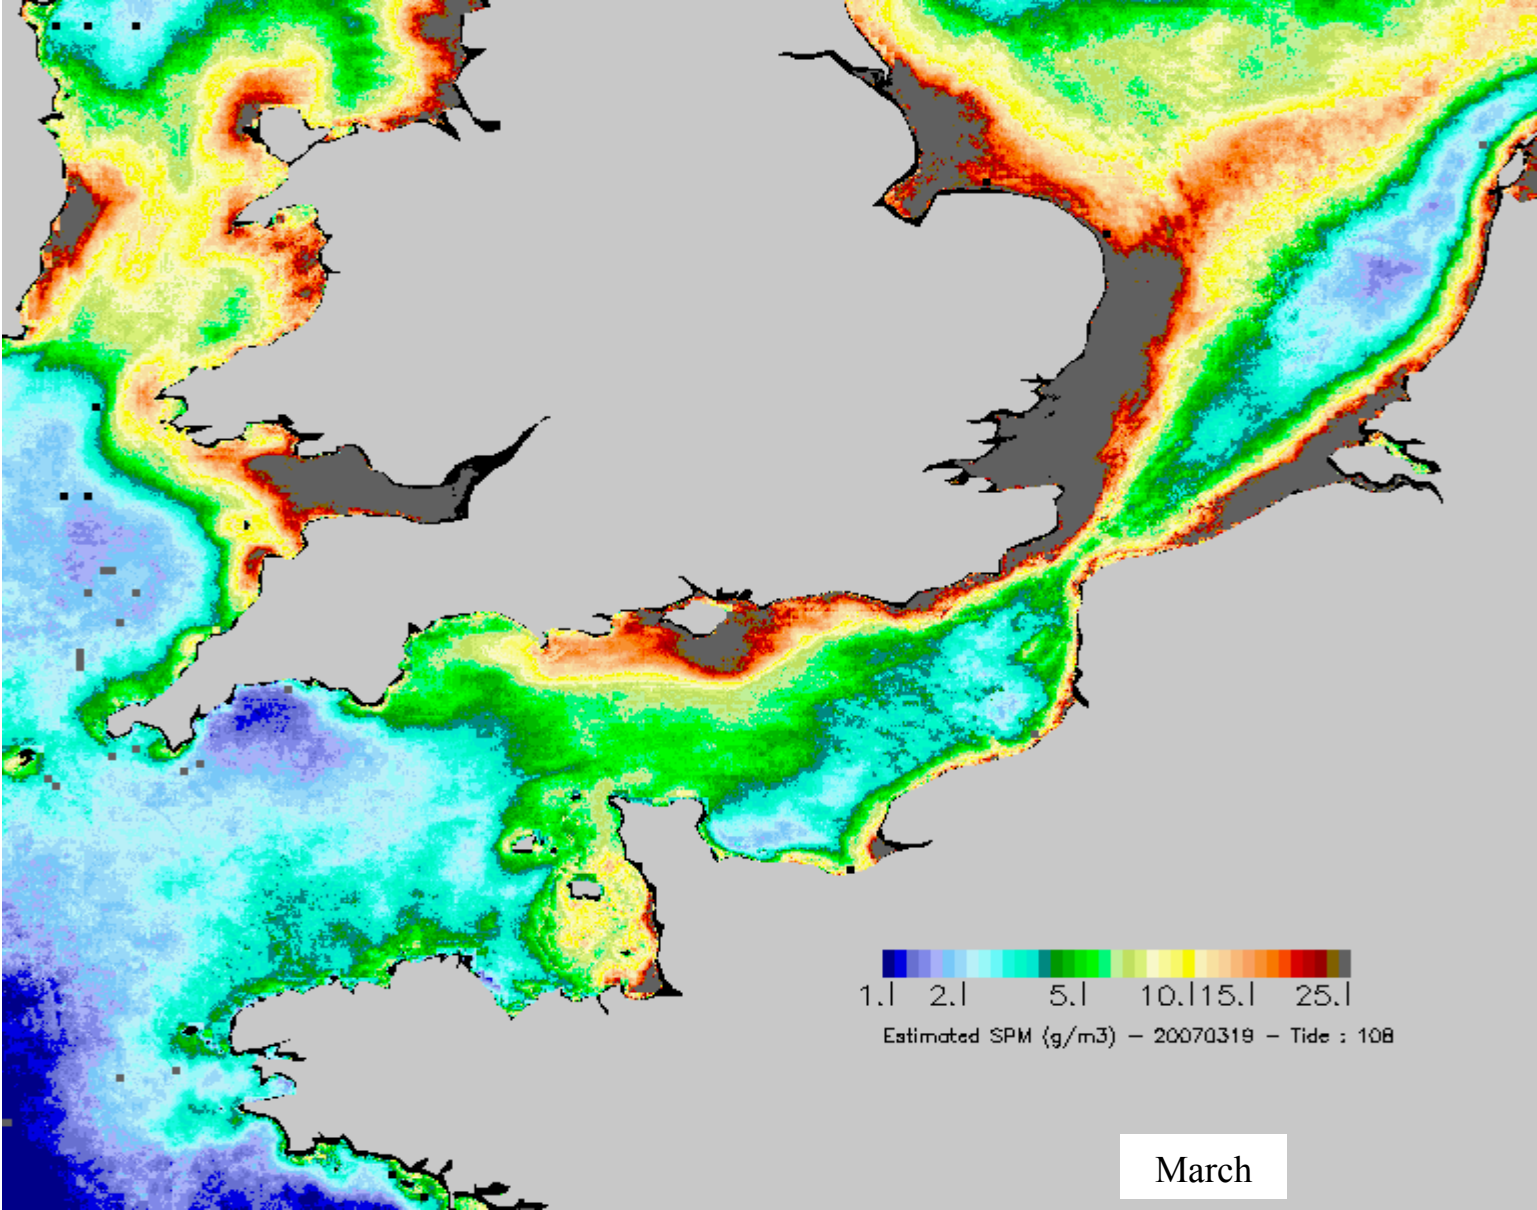 1.| 2.| 5.| 10.| 15.| 25.|
Estimated SPM (g/m3) - 20070319 - Tide : 108
March